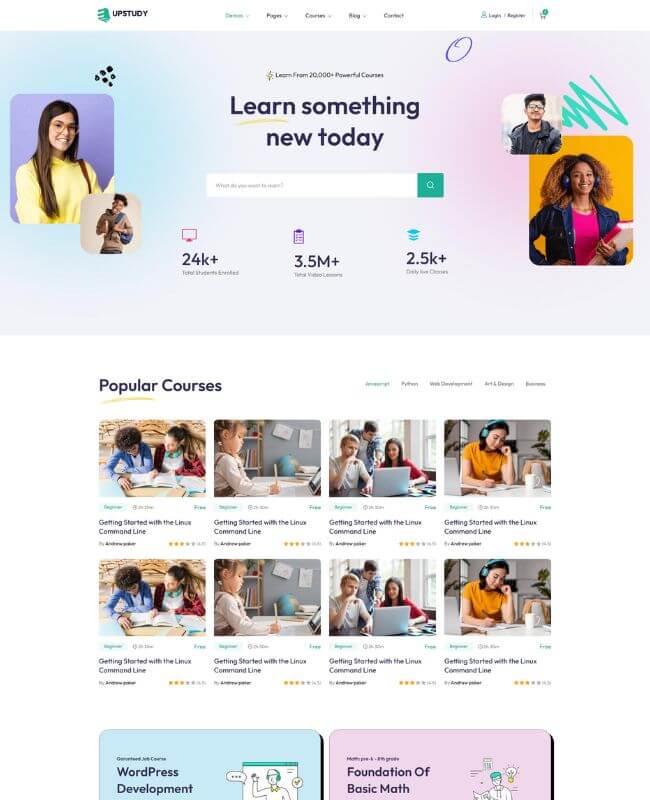 UPSTUDY
Demos Pages Courses Blog Contact
Login / Register
Learn From 20,000+ Powerful Courses
Learn something
new today
What do you want to learn?
24k+
Total Students Enrolled
3.5M+
Total Video Lessons
2.5k+
Daily live Classes
Popular Courses
Javascript Python Web Development Art & Design Business
Beginner 2h 30m Free
Getting Started with the Linux
Command Line
By Andrew paker (4.5)
Beginner 2h 30m Free
Getting Started with the Linux
Command Line
By Andrew paker (4.5)
Beginner 2h 30m Free
Getting Started with the Linux
Command Line
By Andrew paker (4.5)
Beginner 2h 30m Free
Getting Started with the Linux
Command Line
By Andrew paker (4.5)
Beginner 2h 30m Free
Getting Started with the Linux
Command Line
By Andrew paker (4.5)
Beginner 2h 30m Free
Getting Started with the Linux
Command Line
By Andrew paker (4.5)
Beginner 2h 30m Free
Getting Started with the Linux
Command Line
By Andrew paker (4.5)
Beginner 2h 30m Free
Getting Started with the Linux
Command Line
By Andrew paker (4.5)
Garanteed Job Course
WordPress
Development
Math: pre-k - 8th grade
Foundation Of
Basic Math